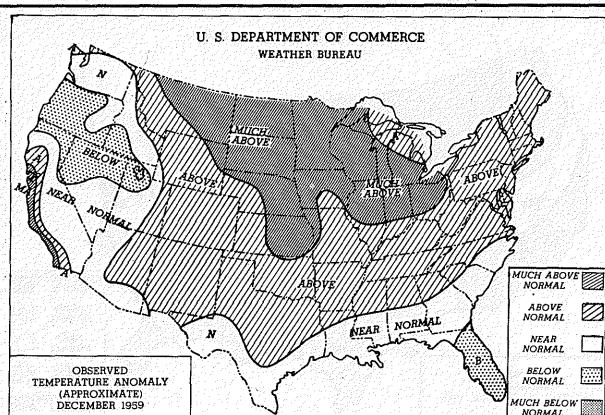 U. S. DEPARTMENT OF COMMERCE
WEATHER BUREAU
N
MUCH
ABOVE
BELOW
A
ABOVE
MUCH
ABOVE
ABOVE
NEAR
NORMAL
ABOVE
A
N
NEAR NORMAL
B
MUCH ABOVE
NORMAL
ABOVE
NORMAL
NEAR
NORMAL
BELOW
NORMAL
MUCH BELOW
NORMAL
OBSERVED
TEMPERATURE ANOMALY
(APPROXIMATE)
DECEMBER 1959